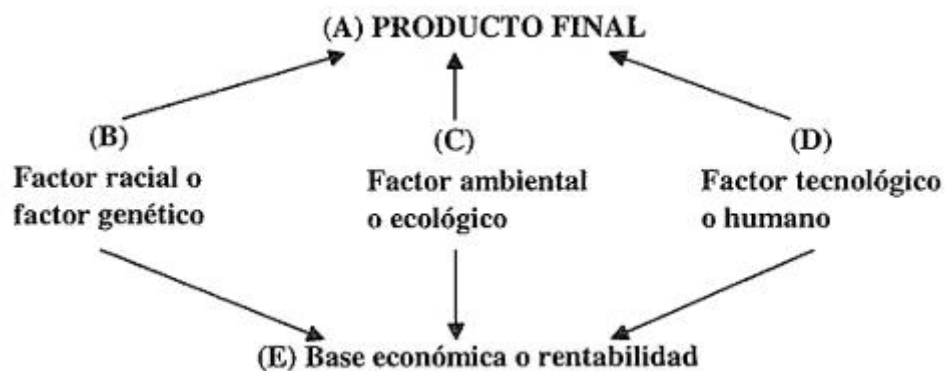 (A) PRODUCTO FINAL
(B)
Factor racial o
factor genético
(C)
Factor ambiental
o ecológico
(D)
Factor tecnológico
o humano
(E) Base económica o rentabilidad